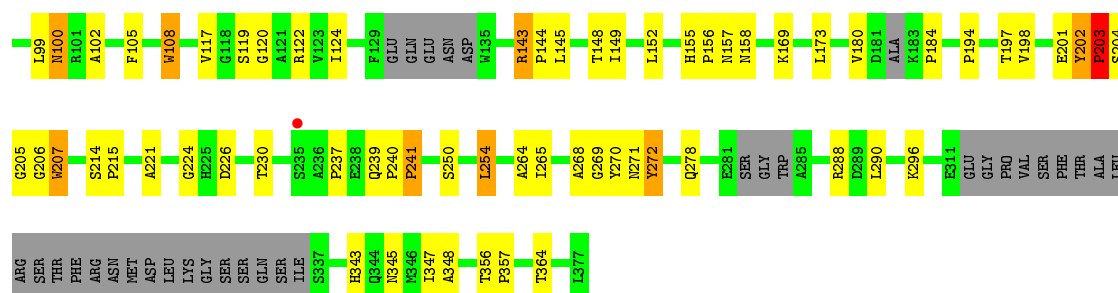 L99 N100 R101 A102 F105 W108 V117 G118 S119 G120 A121 R122 V123 I124 F129 GLU GLN GLU ASN ASP W135 R143 P144 L145 T148 I149 L152 H155 P156 N157 N158 K169 L173 V180 D181 ALA K183 P184 P194 T197 V198 E201 Y202 P203 S204
G205 G206 W207 S214 P215 A221 G224 H225 D226 T230 S235 A236 P237 E238 Q239 P240 P241 S250 L254 A264 I265 A268 G269 Y270 N271 Y272 Q278 E281 SER GLY TRP A285 R288 D289 L290 K296 E311 GLU GLY PRO VAL SER PHE THR ALA LEU
ARG SER THR PHE ARG ASN MET ASP LEU LYS GLY SER SER GLN SER ILE S337 H343 Q344 N345 M346 I347 A348 T356 P357 T364 L377